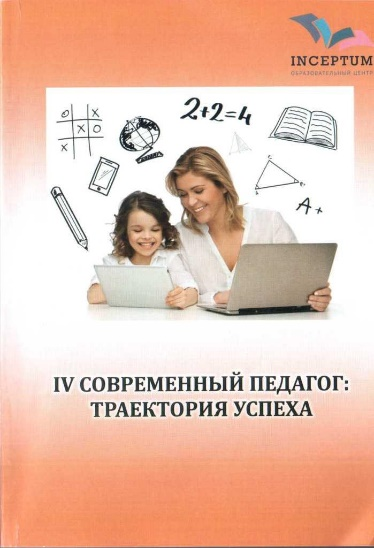 INCEPTUM
ОБРАЗОВАТЕЛЬНЫЙ ЦЕНТР
O X
X O
X
2+2=4
A+
IV СОВРЕМЕННЫЙ ПЕДАГОГ:
ТРАЕКТОРИЯ УСПЕХА